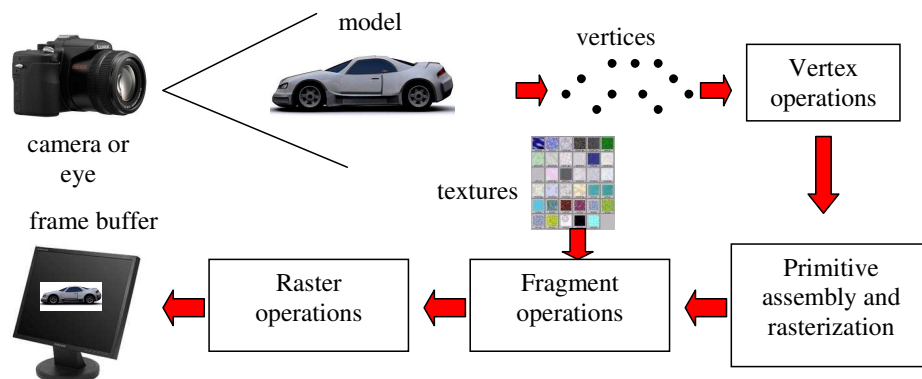 model
vertices
Vertex
operations
camera or
eye
textures
frame buffer
Primitive
assembly and
rasterization
Fragment
operations
Raster
operations